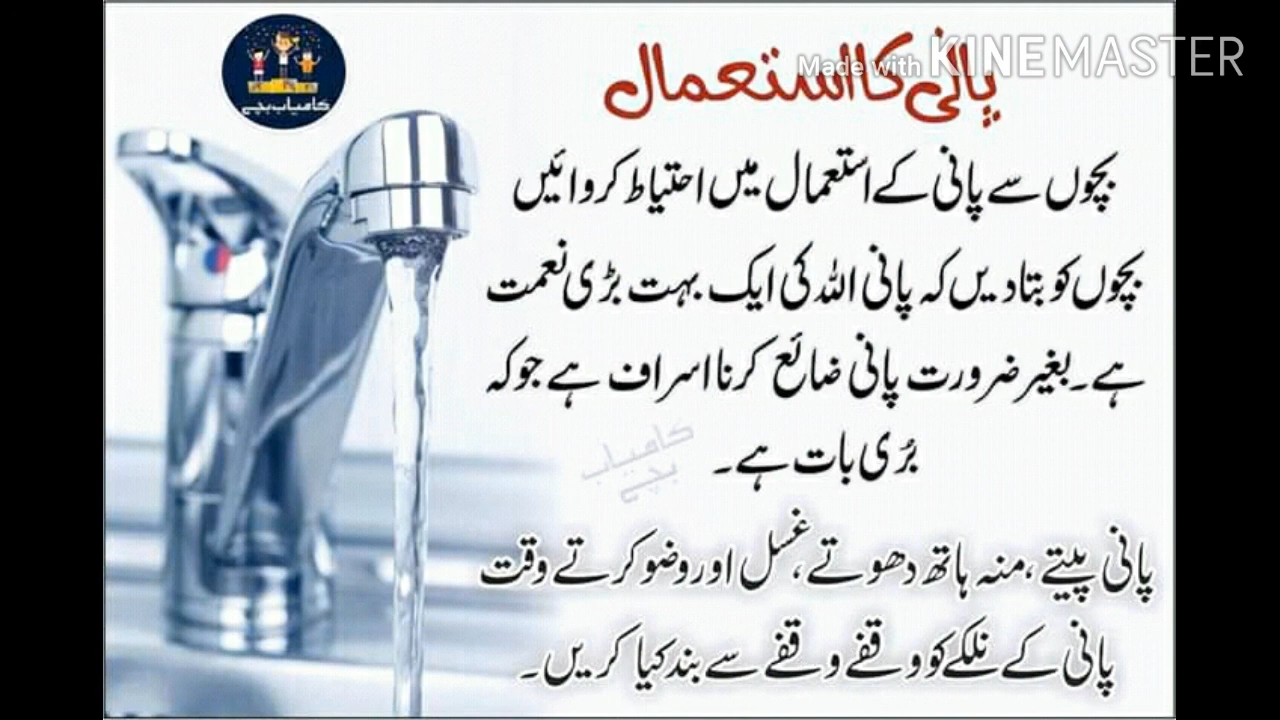 کامیاب بچے
Made with KINEMASTER
پانی کا استعمال
بچوں سے پانی کے استعمال میں احتیاط کروائیں
بچوں کو بتادیں کہ پانی اللہ کی ایک بہت بڑی نعمت
ہے۔ بغیر ضرورت پانی ضائع کرنا اسراف ہے جو کہ
بُری بات ہے۔
کامیاب
بچے
پانی پیتے، منہ ہاتھ دھوتے، غسل اور وضو کرتے وقت
پانی کے نلکے کو وقفے وقفے سے بند کیا کریں۔